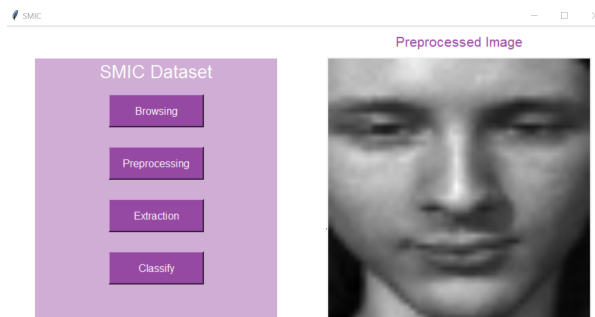 SMIC
Preprocessed Image
SMIC Dataset
Browsing
Preprocessing
Extraction
Classify